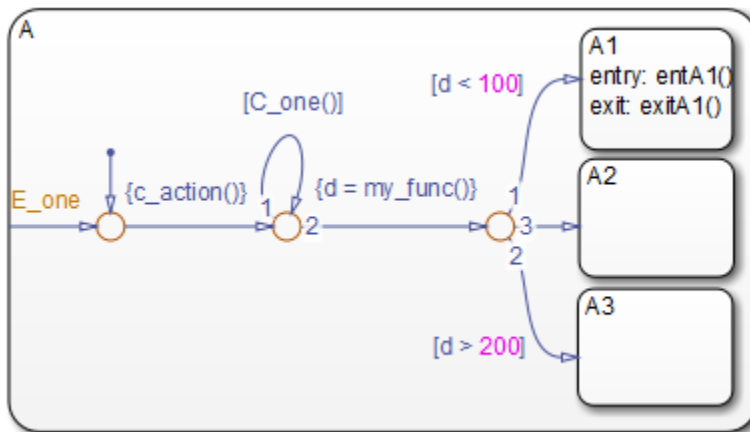 A
A1
entry: entA1()
exit: exitA1()
[d < 100]
[C_one()]
E_one
{c_action()}
1
2
{d = my_func()}
1
3
2
A2
A3
[d > 200]